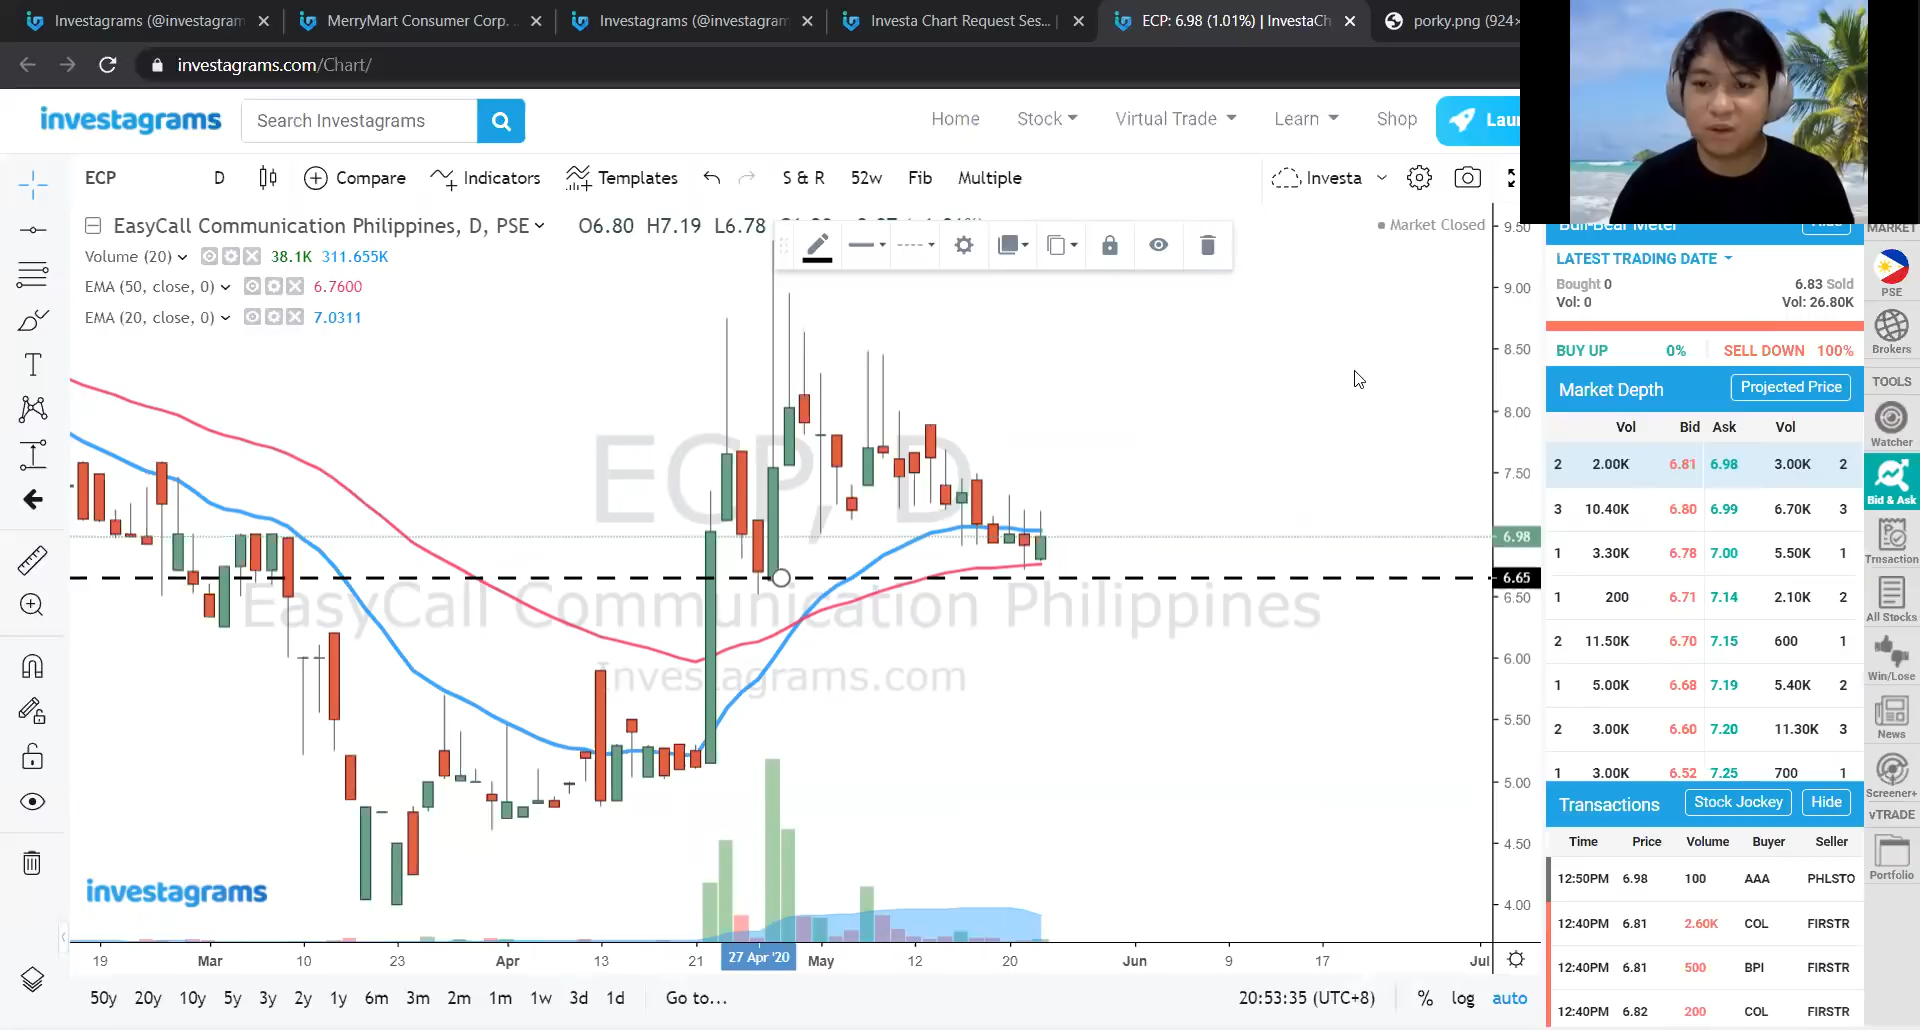 Investagrams (@investagram
MerryMart Consumer Corp.
Investagrams (@investagram
Investa Chart Request Ses...
ECP: 6.98 (1.01%) | InvestaCh
porky.png (924×
investagrams.com/Chart/
investagrams
Search Investagrams
Home
Stock
Virtual Trade
Learn
Shop
Lau
ECP
D
Compare
Indicators
Templates
S & R
52w
Fib
Multiple
Investa
EasyCall Communication Philippines, D, PSE
O6.80 H7.19 L6.78
Market Closed
Volume (20)
38.1K 311.655K
EMA (50, close, 0)
6.7600
EMA (20, close, 0)
7.0311
ECP, D
EasyCall Communication Philippines
Investagrams.com
investagrams
9.50
9.00
8.50
8.00
7.50
6.98
6.65
6.50
6.00
5.50
5.00
4.50
4.00
19
Mar
10
23
Apr
13
21
27 Apr '20
May
12
20
Jun
9
17
Jul
50y 20y 10y 5y 3y 2y 1y 6m 3m 2m 1m 1w 3d 1d
Go to...
20:53:35 (UTC+8)
%
log
auto
Bull-Bear Meter
Hide
LATEST TRADING DATE
Bought 0
6.83 Sold
Vol: 0
Vol: 26.80K
BUY UP 0%
SELL DOWN 100%
Market Depth
Projected Price
Vol Bid Ask Vol
2 2.00K 6.81 6.98 3.00K 2
3 10.40K 6.80 6.99 6.70K 3
1 3.30K 6.78 7.00 5.50K 1
1 200 6.71 7.14 2.10K 2
2 11.50K 6.70 7.15 600 1
1 5.00K 6.68 7.19 5.40K 2
2 3.00K 6.60 7.20 11.30K 3
1 3.00K 6.52 7.25 700 1
Transactions
Stock Jockey
Hide
Time Price Volume Buyer Seller
12:50PM 6.98 100 AAA PHLSTO
12:40PM 6.81 2.60K COL FIRSTR
12:40PM 6.81 500 BPI FIRSTR
12:40PM 6.82 200 COL FIRSTR
MARKET
PSE
Brokers
TOOLS
Watcher
Bid & Ask
Trnsaction
All Stocks
Win/Lose
News
Screener+
vTRADE
Portfolio